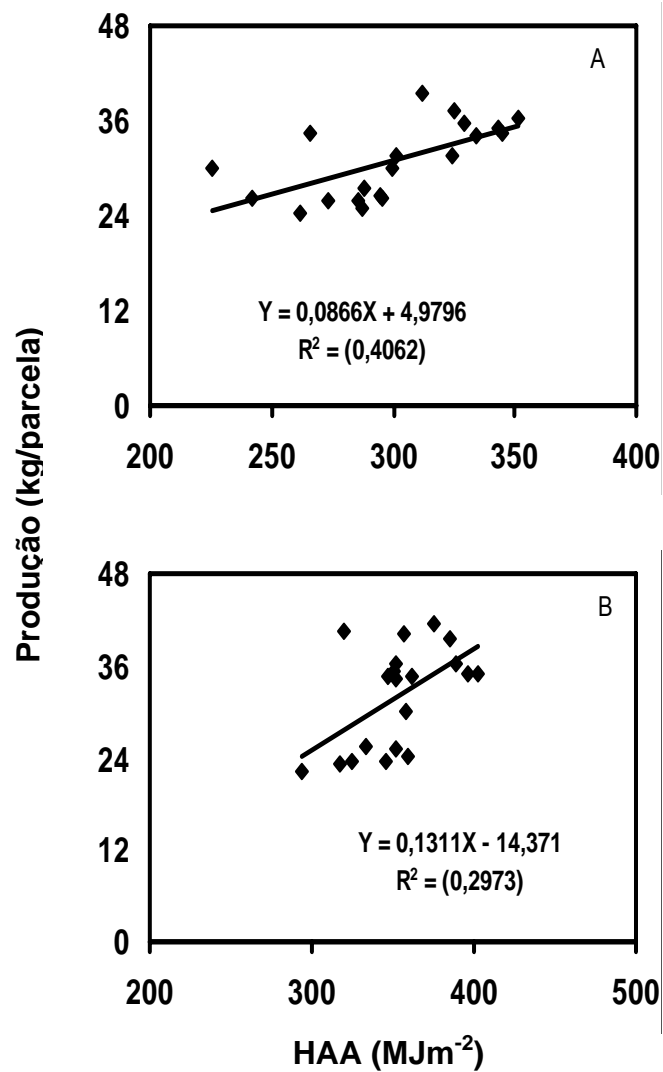 48
A
36
24
12
0
Y = 0,0866X + 4,9796
R² = (0,4062)
200 250 300 350 400
Produção (kg/parcela)
48
B
36
24
12
0
Y = 0,1311X - 14,371
R² = (0,2973)
200 300 400 500
HAA (MJm⁻²)